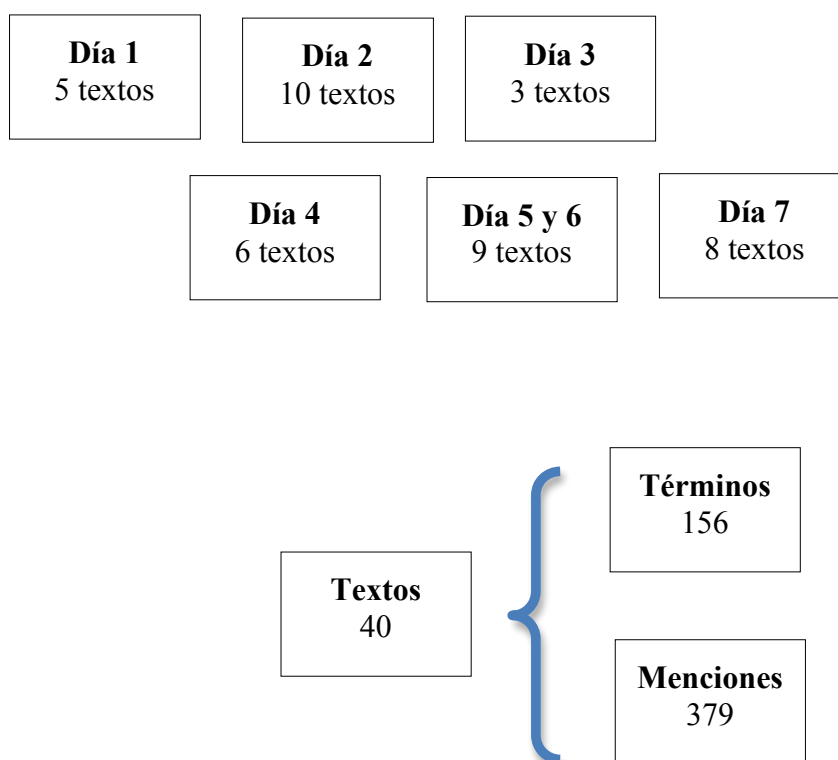 Día 1
5 textos
Día 2
10 textos
Día 3
3 textos
Día 4
6 textos
Día 5 y 6
9 textos
Día 7
8 textos
Términos
156
Textos
40
Menciones
379